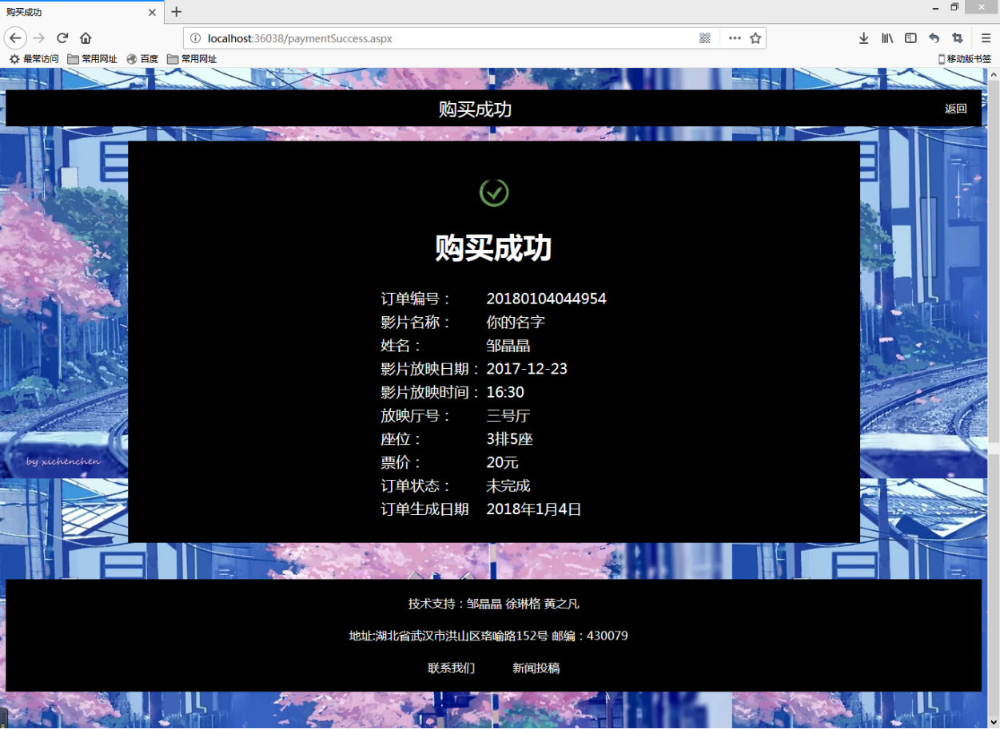 购买成功
localhost:36038/paymentSuccess.aspx
最常访问 常用网址 百度 常用网址 移动版书签
购买成功 返回
购买成功
订单编号： 20180104044954
影片名称： 你的名字
姓名： 邹晶晶
影片放映日期： 2017-12-23
影片放映时间： 16:30
放映厅号： 三号厅
座位： 3排5座
票价： 20元
订单状态： 未完成
订单生成日期 2018年1月4日
by xichenchen
技术支持：邹晶晶 徐琳格 黄之凡
地址:湖北省武汉市洪山区珞喻路152号 邮编：430079
联系我们 新闻投稿